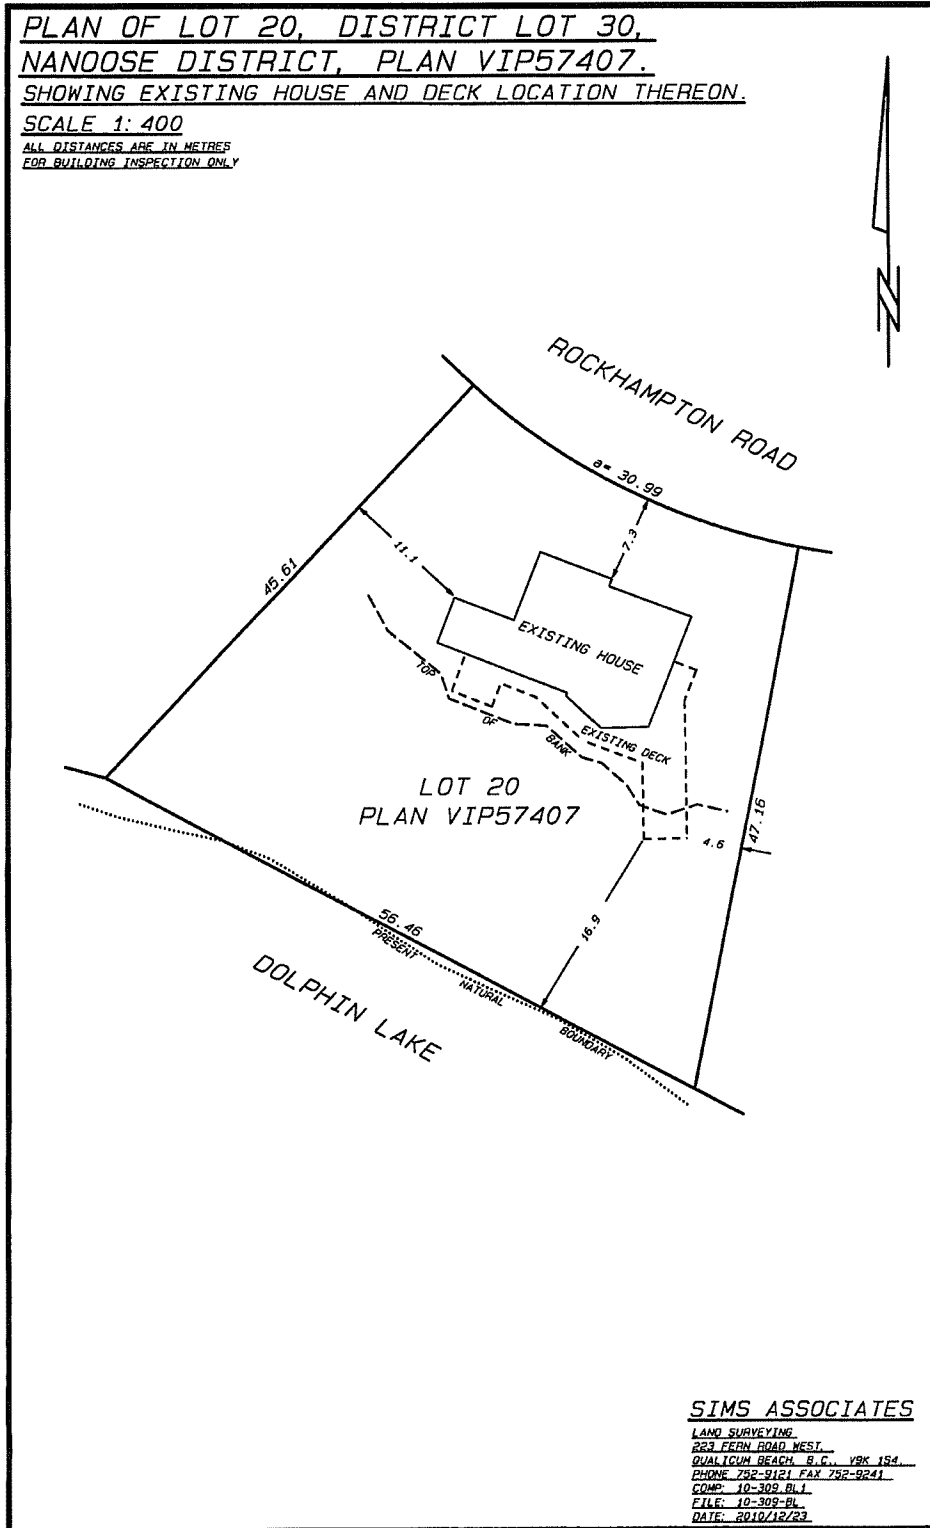 PLAN OF LOT 20, DISTRICT LOT 30,
NANOOSE DISTRICT, PLAN VIP57407.
SHOWING EXISTING HOUSE AND DECK LOCATION THEREON.
SCALE 1: 400
ALL DISTANCES ARE IN METRES
FOR BUILDING INSPECTION ONLY
N
ROCKHAMPTON ROAD
a= 30.99
7.3
11.1
45.61
EXISTING HOUSE
TOP
OF
BANK
EXISTING DECK
LOT 20
PLAN VIP57407
47.16
4.6
16.9
56.46
PRESENT
NATURAL
BOUNDARY
DOLPHIN LAKE
SIMS ASSOCIATES
LAND SURVEYING
223 FERN ROAD WEST,
QUALICUM BEACH, B.C., V9K 1S4
PHONE 752-9121 FAX 752-9241
COMP: 10-309.BL1
FILE: 10-309-BL
DATE: 2010/12/23